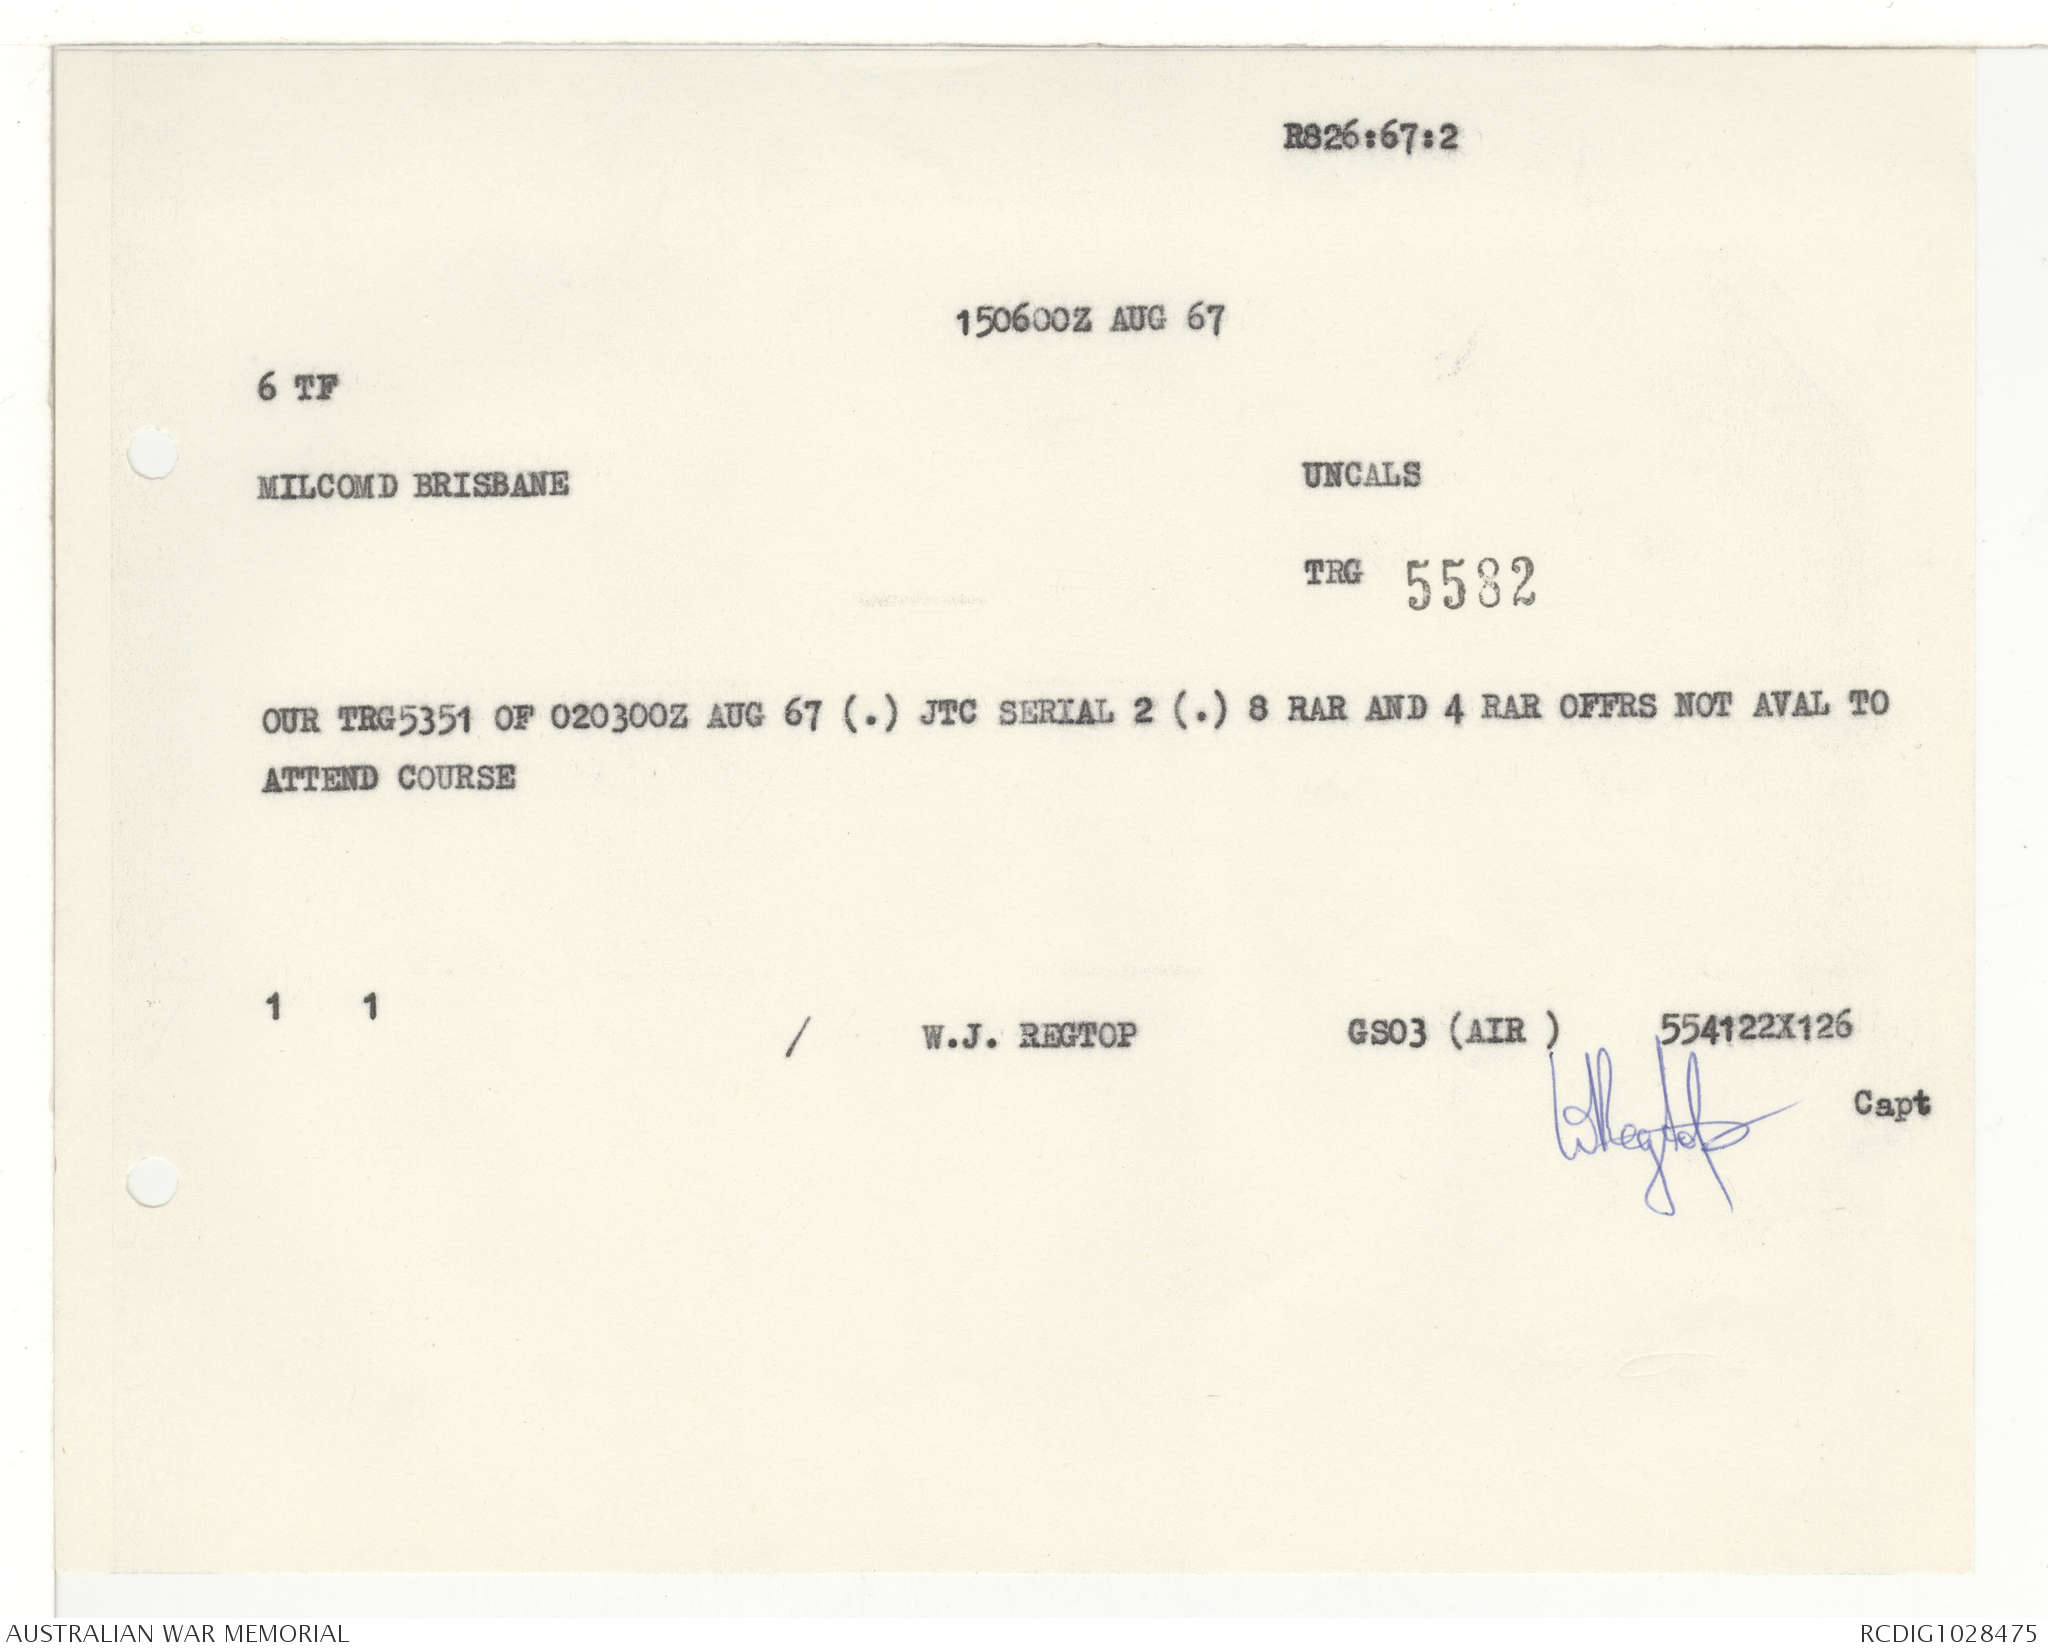 R826:67:2
150600Z AUG 67
6 TF
MILCOMD BRISBANE
UNCALS
TRG 5582
OUR TRG5351 OF 020300Z AUG 67 (.) JTC SERIAL 2 (.) 8 RAR AND 4 RAR OFFRS NOT AVAL TO
ATTEND COURSE
1 1
/ W.J. REGTOP GSO3 (AIR ) 554122X126
WRegtop
Capt
AUSTRALIAN WAR MEMORIAL RCDIG1028475